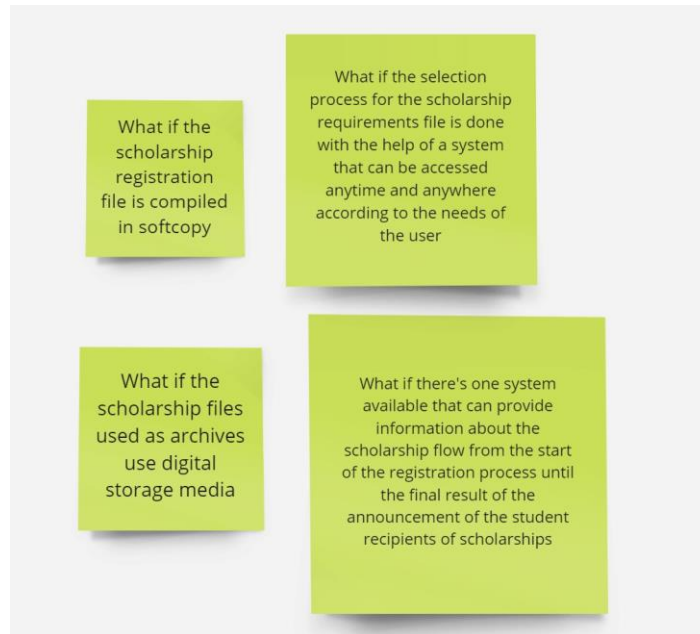 What if the
scholarship
registration
file is compiled
in softcopy
What if the selection
process for the scholarship
requirements file is done
with the help of a system
that can be accessed
anytime and anywhere
according to the needs of
the user
What if the
scholarship files
used as archives
use digital
storage media
What if there's one system
available that can provide
information about the
scholarship flow from the start
of the registration process until
the final result of the
announcement of the student
recipients of scholarships